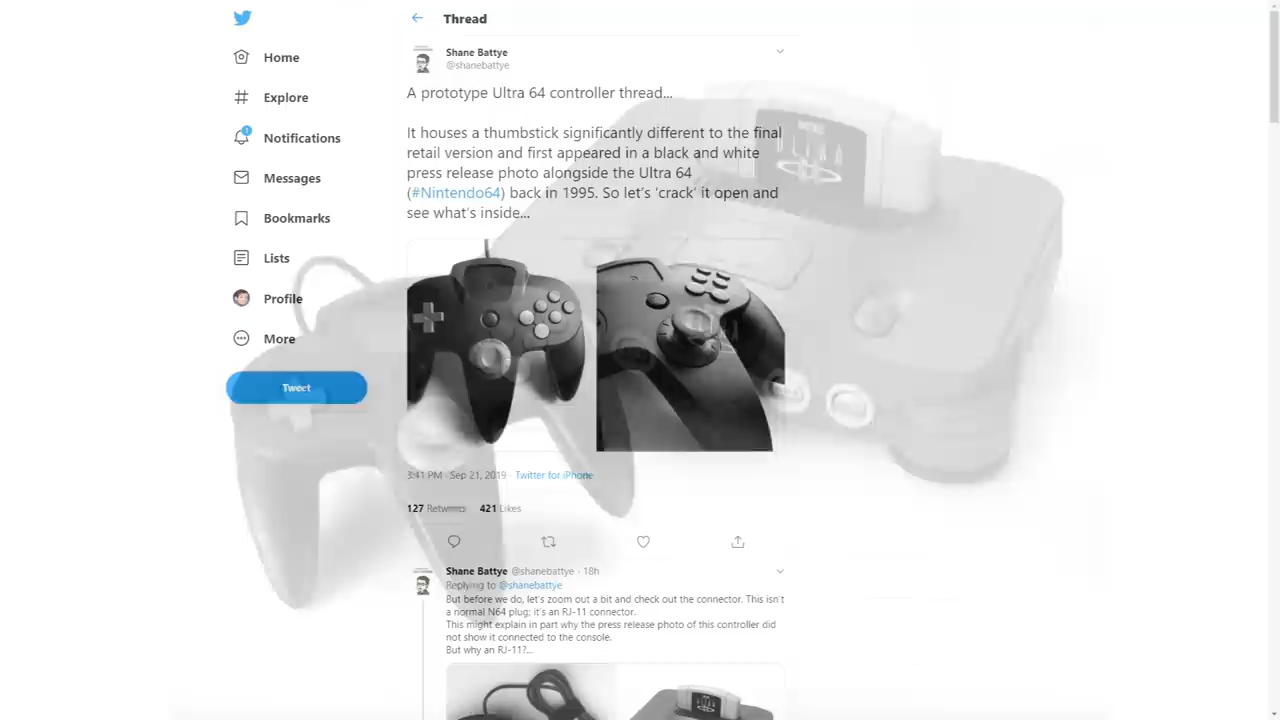 Thread
Home
Explore
1
Notifications
Messages
Bookmarks
Lists
Profile
More
Tweet
Shane Battye
@shanebattye
A prototype Ultra 64 controller thread...
It houses a thumbstick significantly different to the final
retail version and first appeared in a black and white
press release photo alongside the Ultra 64
(#Nintendo64) back in 1995. So let's 'crack' it open and
see what's inside...
3:41 PM · Sep 21, 2019 · Twitter for iPhone
127 Retweets 421 Likes
Shane Battye @shanebattye · 18h
Replying to @shanebattye
But before we do, let's zoom out a bit and check out the connector. This isn't
a normal N64 plug; it's an RJ-11 connector.
This might explain in part why the press release photo of this controller did
not show it connected to the console.
But why an RJ-11?...